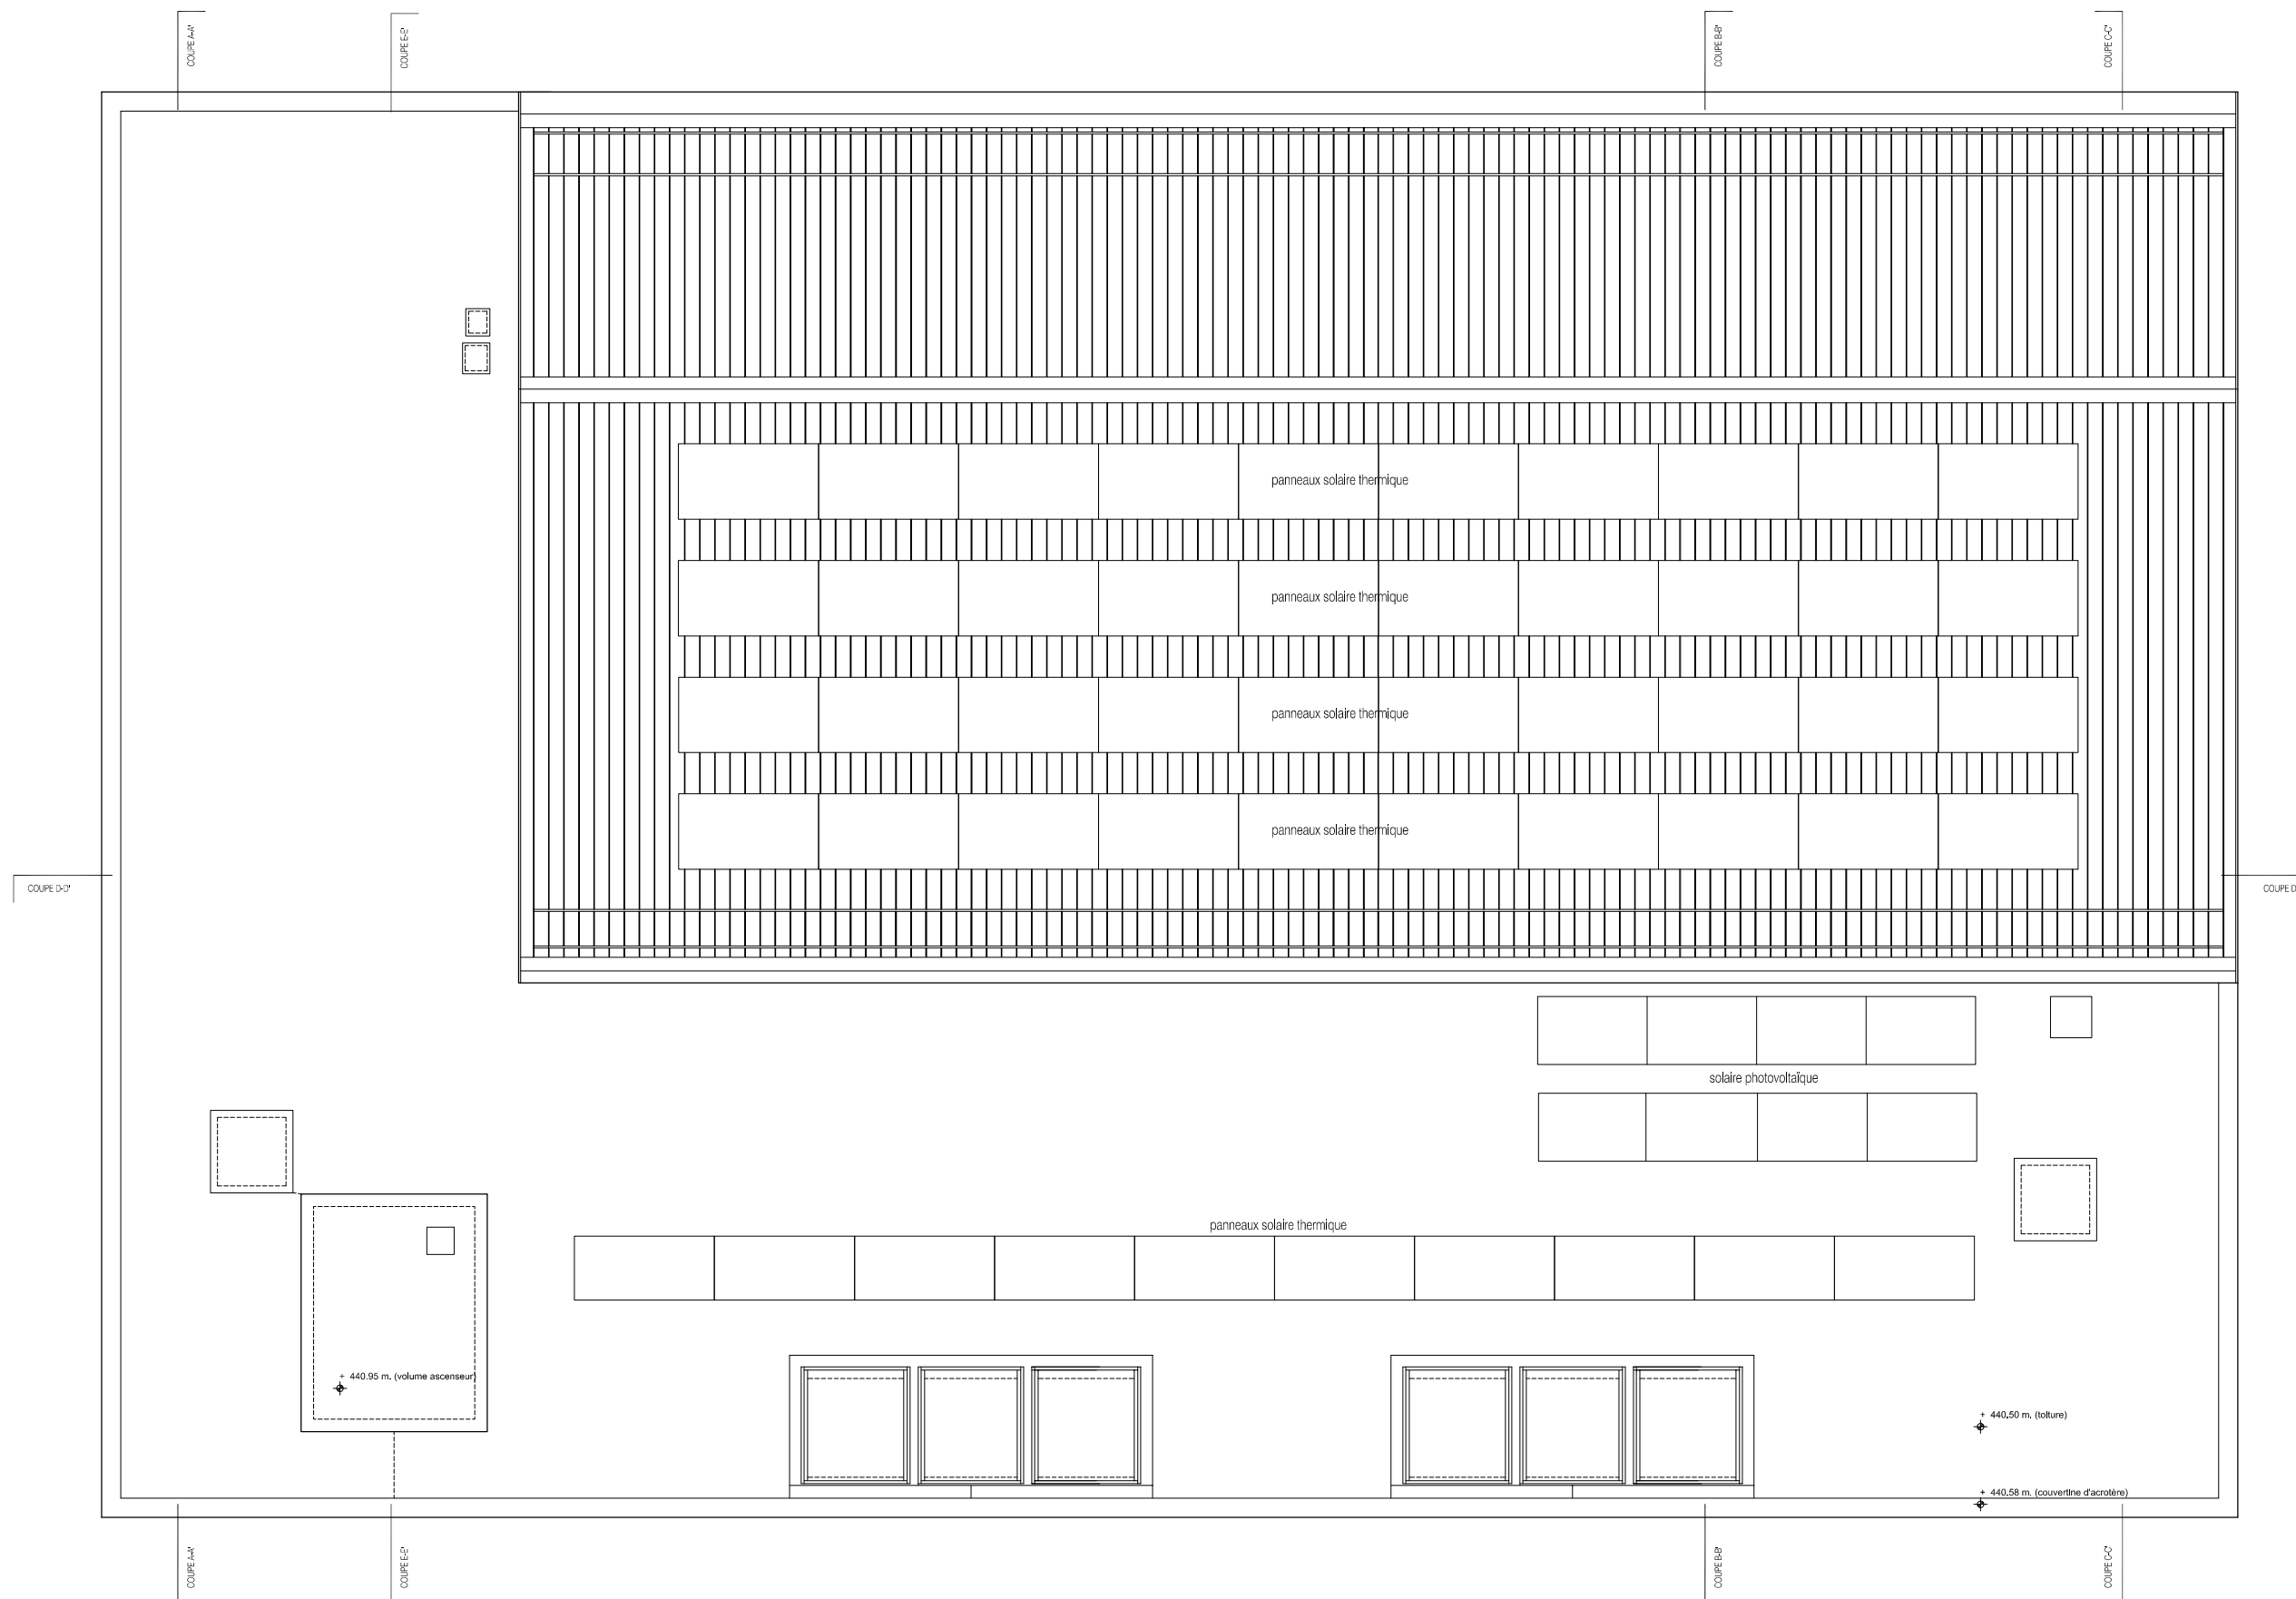 COUPE A-A'
COUPE E-E'
COUPE B-B'
COUPE C-C'
panneaux solaire thermique
panneaux solaire thermique
panneaux solaire thermique
panneaux solaire thermique
COUPE D-D'
COUPE D
solaire photovoltaïque
panneaux solaire thermique
+ 440.95 m. (volume ascenseur)
+ 440.50 m. (toiture)
+ 440.58 m. (couvertine d'acrotère)
COUPE A-A'
COUPE E-E'
COUPE B-B'
COUPE C-C'